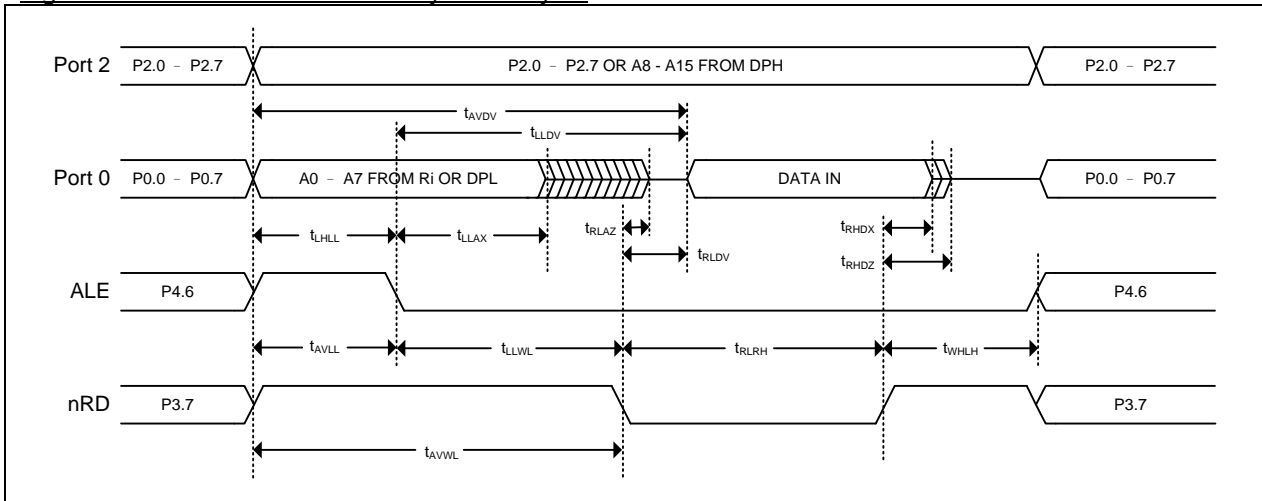 Port 2
P2.0 – P2.7
P2.0 – P2.7 OR A8 - A15 FROM DPH
P2.0 – P2.7
tAVDV
tLLDV
Port 0
P0.0 – P0.7
A0 – A7 FROM Ri OR DPL
DATA IN
P0.0 – P0.7
tLHLL
tLLAX
tRLAZ
tRLDV
tRHDX
tRHDZ
ALE
P4.6
P4.6
tAVLL
tLLWL
tRLRH
tWHLH
nRD
P3.7
P3.7
tAVWL